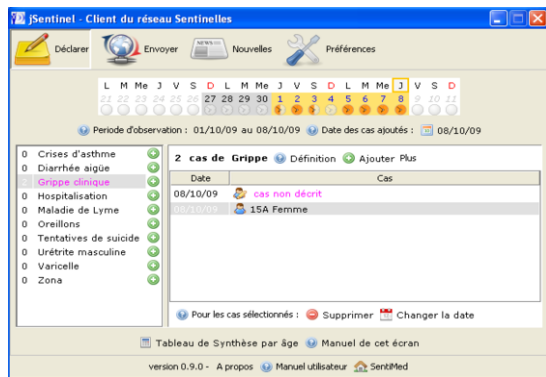 jSentinel - Client du réseau Sentinelles
Déclarer Envoyer Nouvelles Préférences
L M Me J V S D L M Me J V S D L M Me J V S D
21 22 23 24 25 26 27 28 29 30 1 2 3 4 5 6 7 8 9 10 11
Periode d'observation : 01/10/09 au 08/10/09 Date des cas ajoutés : 08/10/09
0 Crises d'asthme
0 Diarrhée aigüe
2 Grippe clinique
0 Hospitalisation
0 Maladie de Lyme
0 Oreillons
0 Tentatives de suicide
0 Urétrite masculine
0 Varicelle
0 Zona
2 cas de Grippe Définition Ajouter Plus
Date Cas
08/10/09 cas non décrit
08/10/09 15A Femme
Pour les cas sélectionnés : Supprimer Changer la date
Tableau de Synthèse par âge Manuel de cet écran
version 0.9.0 - A propos Manuel utilisateur SentiMed